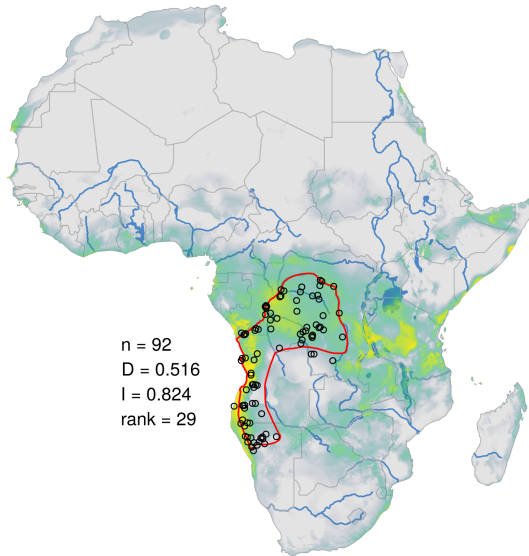 n = 92
D = 0.516
I = 0.824
rank = 29